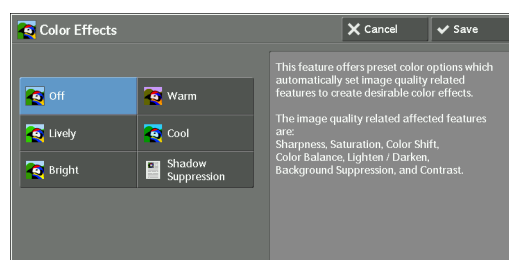 Color Effects
Cancel
Save
Off
Warm
Lively
Cool
Bright
Shadow
Suppression
This feature offers preset color options which
automatically set image quality related
features to create desirable color effects.
The image quality related affected features
are:
Sharpness, Saturation, Color Shift,
Color Balance, Lighten / Darken,
Background Suppression, and Contrast.